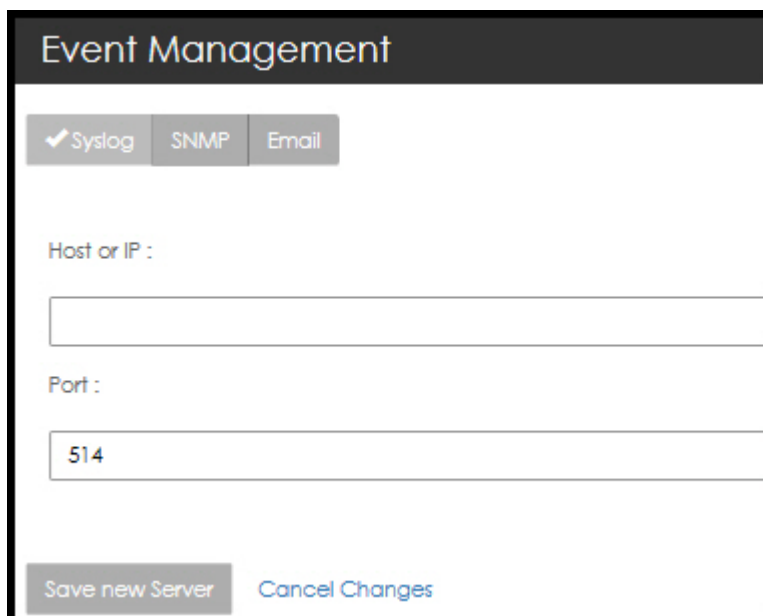 Event Management
Syslog SNMP Email
Host or IP :
Port :
514
Save new Server Cancel Changes